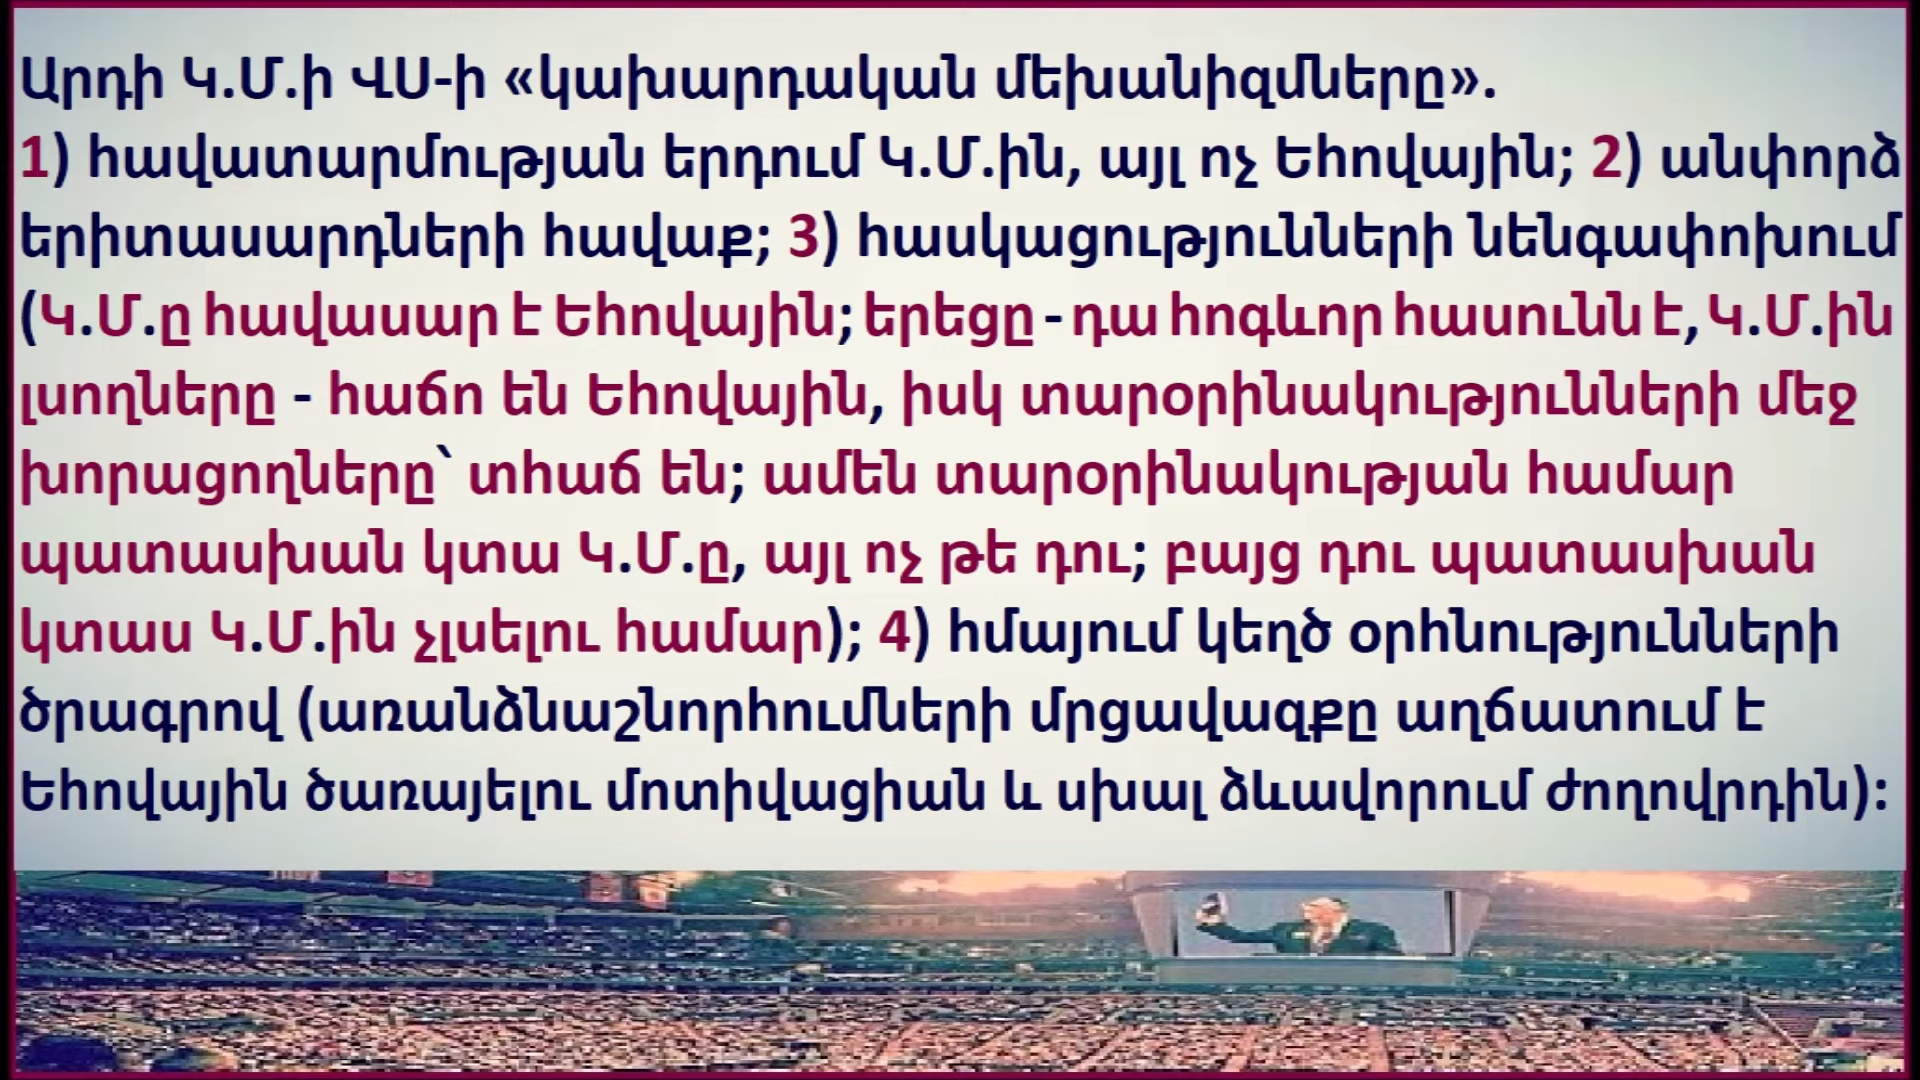 Արդի Կ.Մ.ի ՎՍ-ի «կախարդական մեխանիզմները».
1) հավատարմության երդում Կ.Մ.ին, այլ ոչ Եհովային; 2) անփորձ
երիտասարդների հավաք; 3) հասկացությունների նենգափոխում
(Կ.Մ.ը հավասար է Եհովային; երեցը - դա հոգևոր հասունն է, Կ.Մ.ին
լսողները - հաճո են Եհովային, իսկ տարօրինակությունների մեջ
խորացողները՝ տհաճ են; ամեն տարօրինակության համար
պատասխան կտա Կ.Մ.ը, այլ ոչ թե դու; բայց դու պատասխան
կտաս Կ.Մ.ին չլսելու համար); 4) հմայում կեղծ օրհնությունների
ծրագրով (առանձնաշնորհումների մրցավազքը աղճատում է
Եհովային ծառայելու մոտիվացիան և սխալ ձևավորում ժողովրդին):